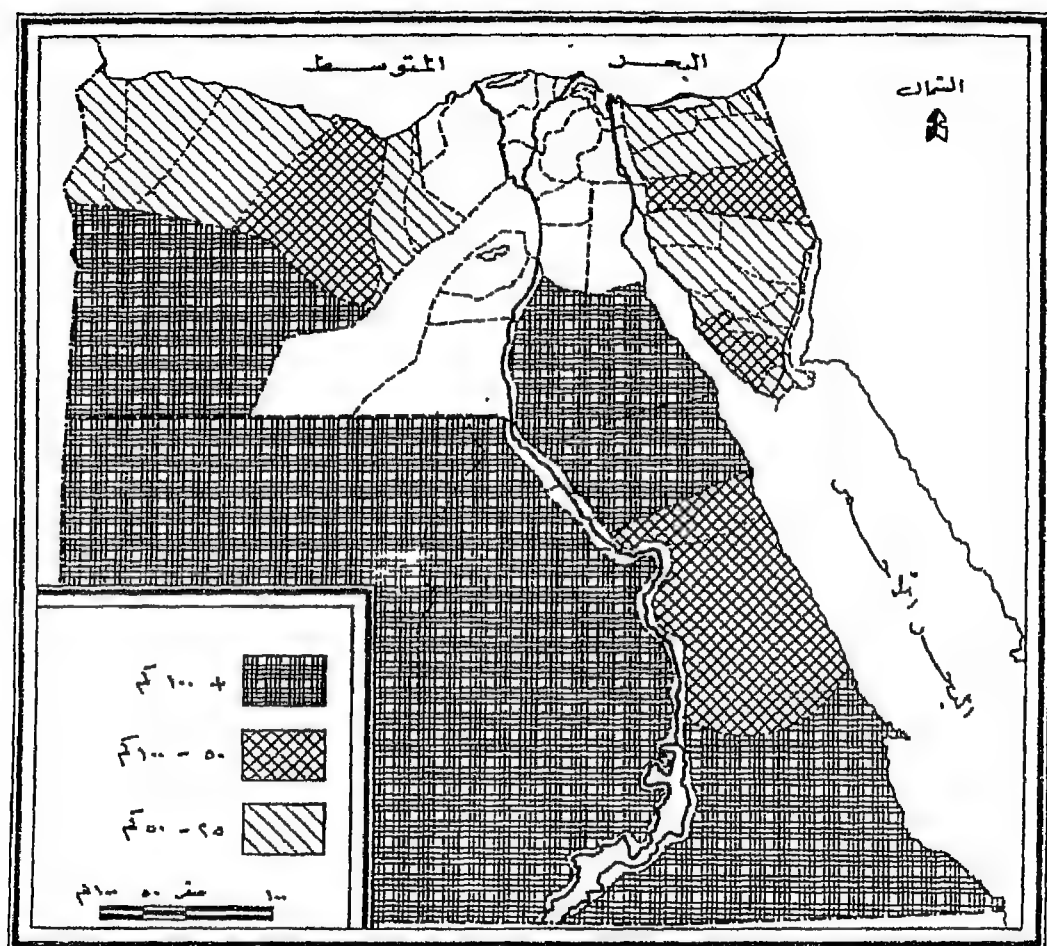 البحر المتوسط
الشمال
البحر الأحمر
+ ١٠٠ كم
٥٠ - ١٠٠ كم
٢٥ - ٥٠ كم
١٠٠ صفر ٥٠ ١٠٠ كم